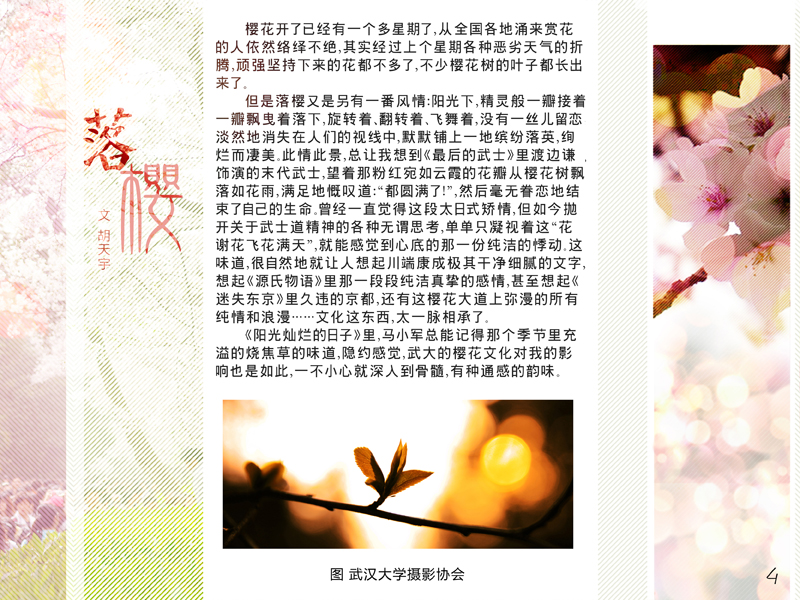 落
樱
文 胡天宇
樱花开了已经有一个多星期了,从全国各地涌来赏花
的人依然络绎不绝,其实经过上个星期各种恶劣天气的折
腾,顽强坚持下来的花都不多了,不少樱花树的叶子都长出
来了。
但是落樱又是另有一番风情:阳光下,精灵般一瓣接着
一瓣飘曳着落下,旋转着、翻转着、飞舞着,没有一丝儿留恋
淡然地消失在人们的视线中,默默铺上一地缤纷落英,绚
烂而凄美。此情此景,总让我想到《最后的武士》里渡边谦
饰演的末代武士,望着那粉红宛如云霞的花瓣从樱花树飘
落如花雨,满足地慨叹道:“都圆满了!”,然后毫无眷恋地结
束了自己的生命。曾经一直觉得这段太日式矫情,但如今抛
开关于武士道精神的各种无谓思考,单单只凝视着这“花
谢花飞花满天”,就能感觉到心底的那一份纯洁的悸动。这
味道,很自然地就让人想起川端康成极其干净细腻的文字,
想起《源氏物语》里那一段段纯洁真挚的感情,甚至想起《
迷失东京》里久违的京都,还有这樱花大道上弥漫的所有
纯情和浪漫……文化这东西,太一脉相承了。
《阳光灿烂的日子》里,马小军总能记得那个季节里充
溢的烧焦草的味道,隐约感觉,武大的樱花文化对我的影
响也是如此,一不小心就深人到骨髓,有种通感的韵味。
图 武汉大学摄影协会
4